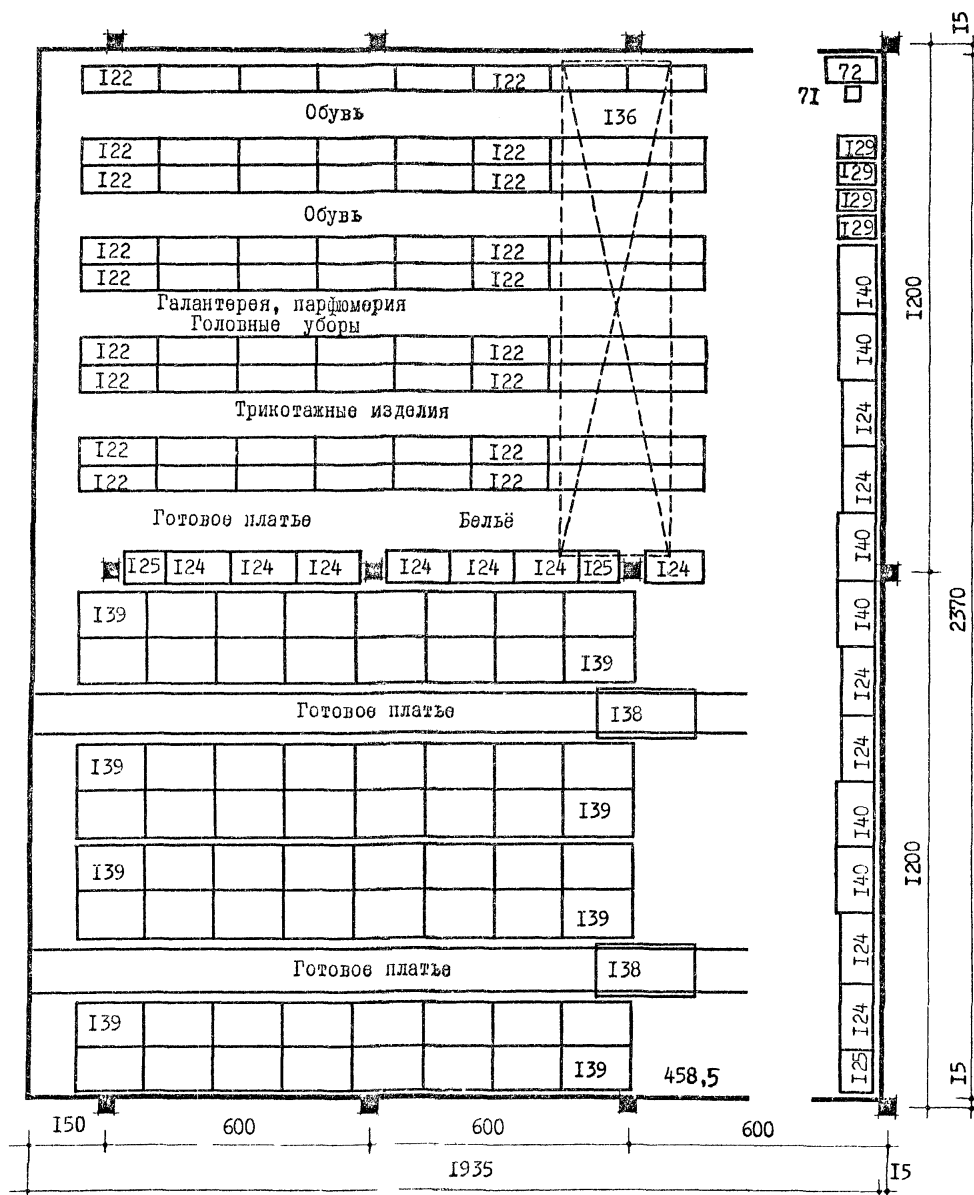 I5
I22 I22
72
7I
Обувь
I36
I22 I22
I22 I22
I29
I29
I29
I29
Обувь
I22 I22
I22 I22
I40
I200
Галантерея, парфюмерия
Головные уборы
I40
I22 I22
I22 I22
I24
Трикотажные изделия
I22 I22
I22 I22
I24
Готовое платье Бельё
I40
I25 I24 I24 I24 I24 I24 I24 I25 I24
I39
I40
2370
I39
I24
Готовое платье
I38
I24
I39
I39
I40
I39
I40
I200
I39
I24
Готовое платье
I38
I24
I39
I39
458,5
I25
I5
I50 600 600 600
I935
I5